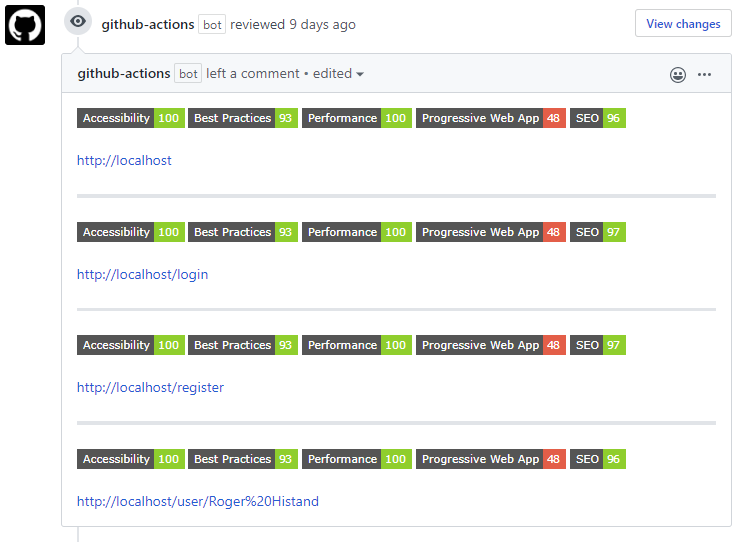 github-actions bot reviewed 9 days ago View changes
github-actions bot left a comment • edited
Accessibility 100 Best Practices 93 Performance 100 Progressive Web App 48 SEO 96
http://localhost
Accessibility 100 Best Practices 93 Performance 100 Progressive Web App 48 SEO 97
http://localhost/login
Accessibility 100 Best Practices 93 Performance 100 Progressive Web App 48 SEO 97
http://localhost/register
Accessibility 100 Best Practices 93 Performance 100 Progressive Web App 48 SEO 96
http://localhost/user/Roger%20Histand